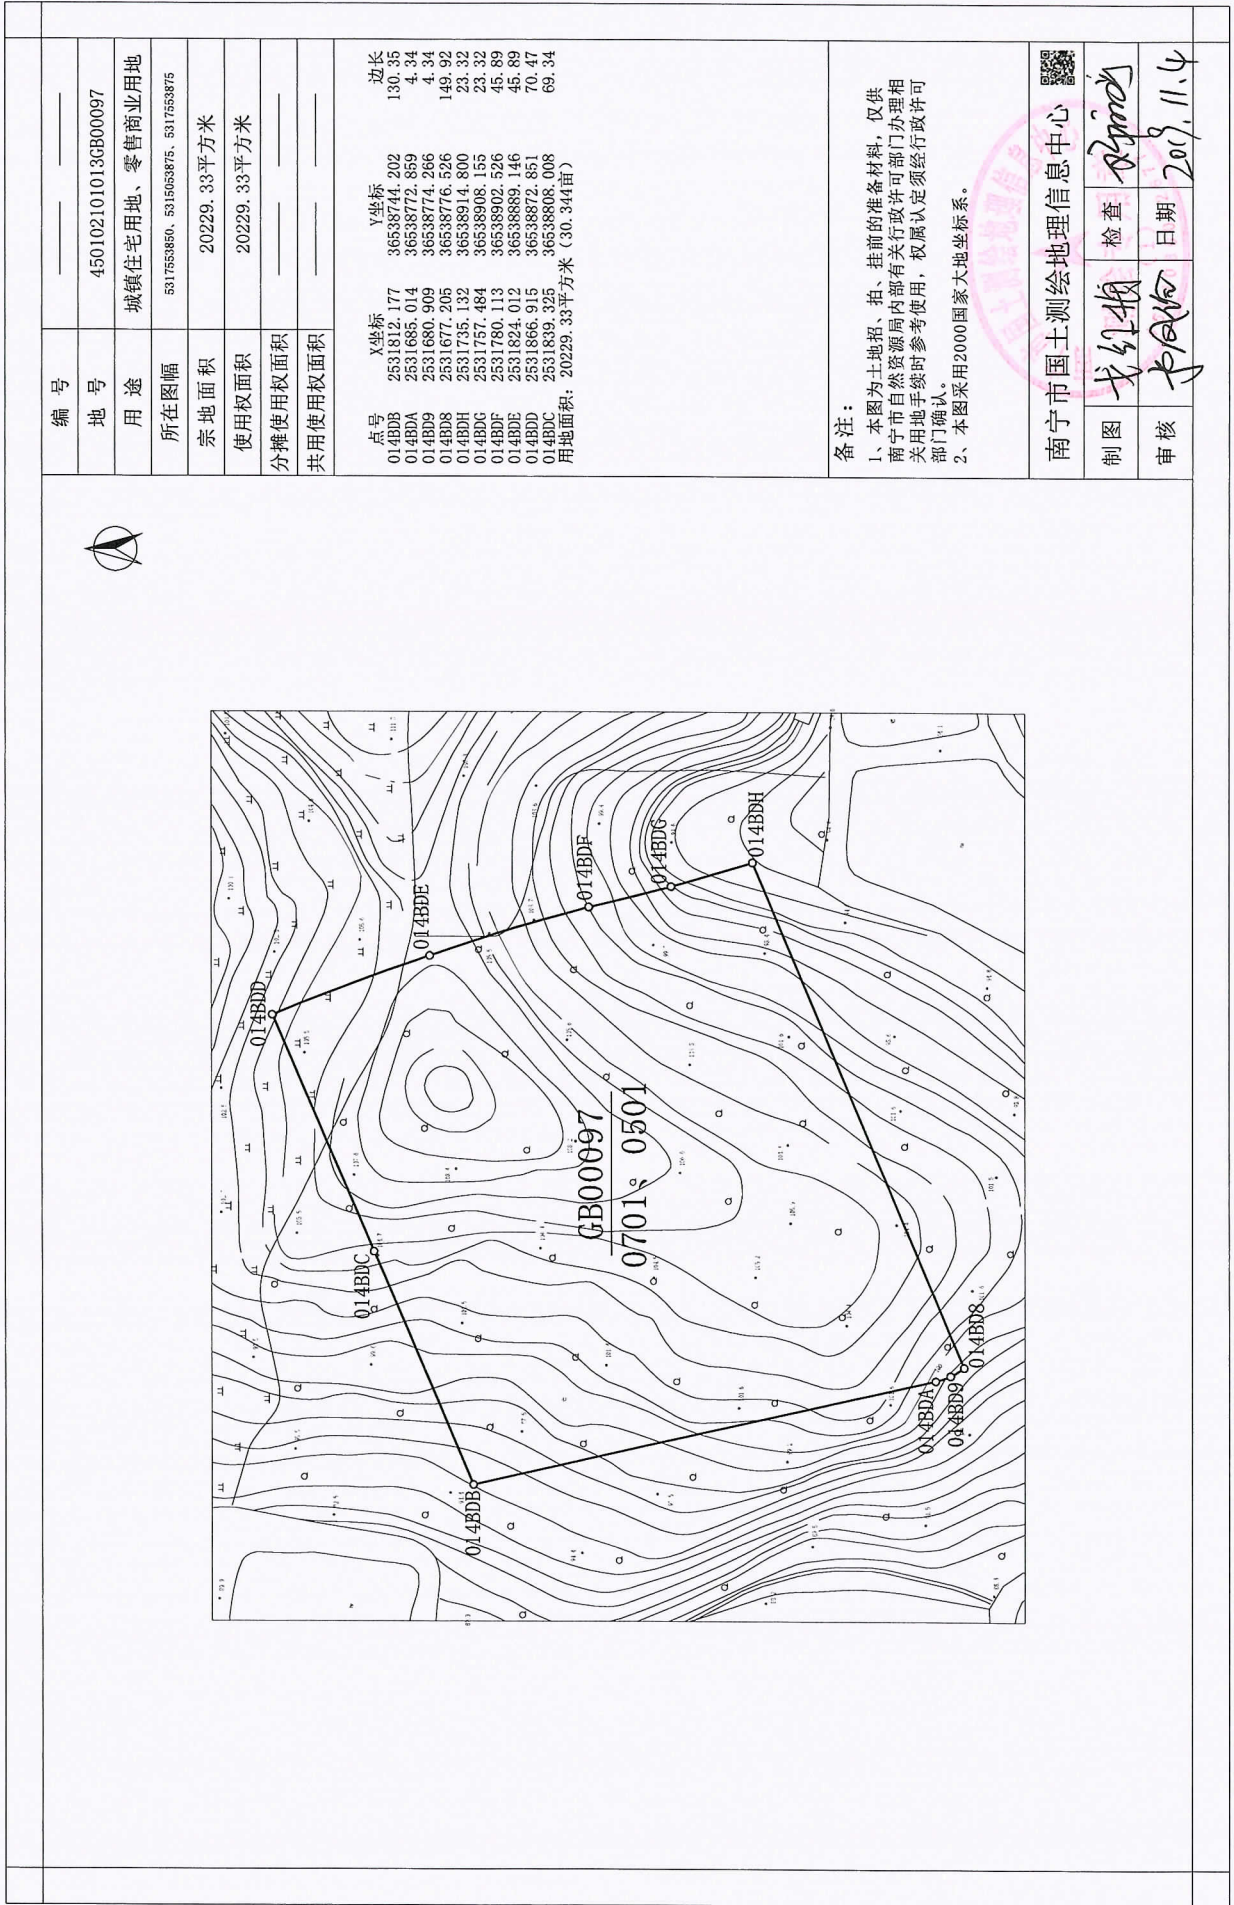 编 号
地 号 450102101013GB00097
用 途 城镇住宅用地、零售商业用地
所在图幅 5317553850、5315053875、5317553875
宗地面积 20229.33平方米
使用权面积 20229.33平方米
分摊使用权面积
共用使用权面积
点号 X坐标 Y坐标 边长
014BDB 2531812.177 36538744.202 130.35
014BDA 2531685.014 36538772.859 4.34
014BD9 2531680.909 36538774.266 4.34
014BD8 2531677.205 36538776.526 149.92
014BDH 2531735.132 36538914.800 23.32
014BDG 2531757.484 36538908.155 23.32
014BDF 2531780.113 36538902.526 45.89
014BDE 2531824.012 36538889.146 45.89
014BDD 2531866.915 36538872.851 70.47
014BDC 2531839.325 36538808.008 69.34
用地面积：20229.33平方米（30.344亩）
备注：
1、本图为土地招、拍、挂前的准备材料，仅供
南宁市自然资源局内部有关行政许可部门办理相
关用地手续时参考使用，权属认定须经行政许可
部门确认。
2、本图采用2000国家大地坐标系。
南宁市国土测绘地理信息中心
制图 检查
审核 日期 2019.11.4
014BDD
014BDE
014BDF
014BDG
014BDH
014BDC
014BDB
014BDA
014BD9
014BD8
GB00097
0701、0501